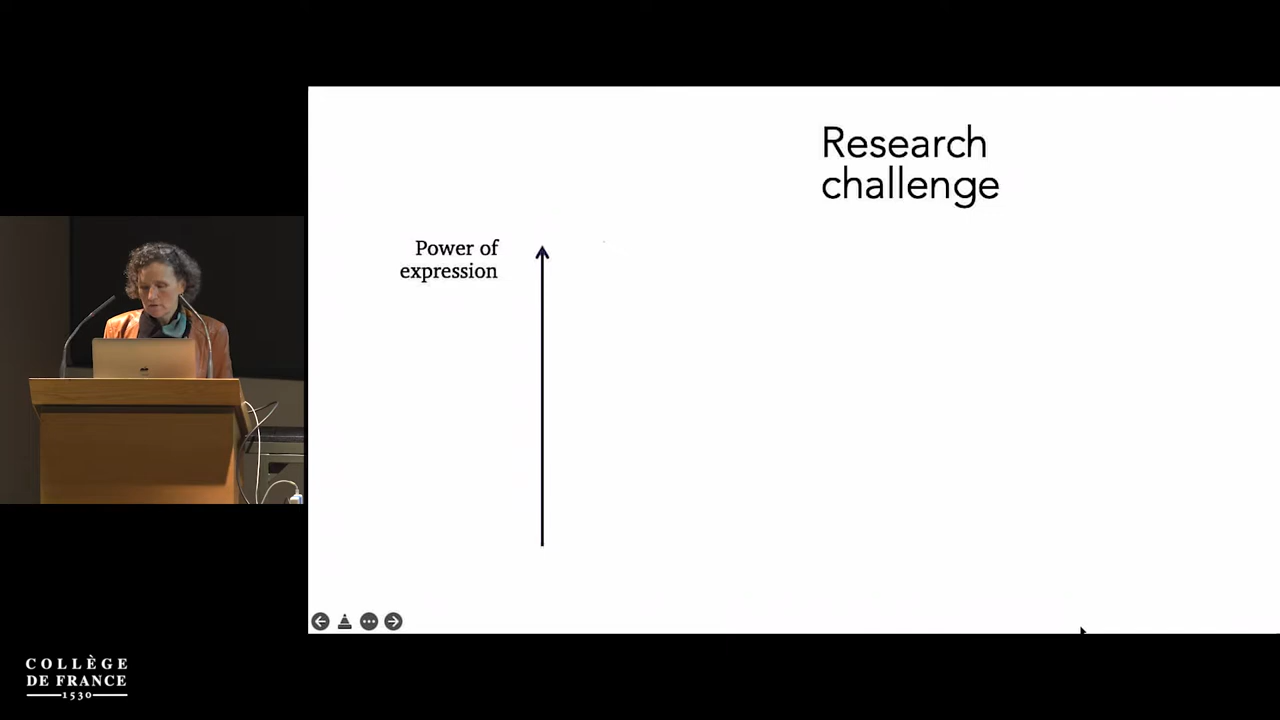 Research
challenge
Power of
expression
COLLÈGE
DE FRANCE
1530